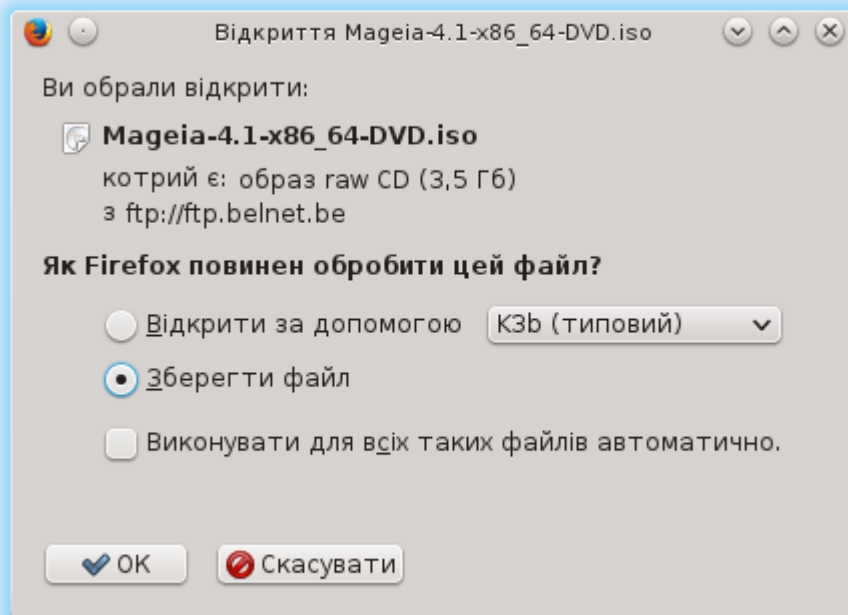 Відкриття Mageia-4.1-x86_64-DVD.iso
Ви обрали відкрити:
Mageia-4.1-x86_64-DVD.iso
котрий є: образ raw CD (3,5 Гб)
з ftp://ftp.belnet.be
Як Firefox повинен обробити цей файл?
Відкрити за допомогою K3b (типовий)
Зберегти файл
Виконувати для всіх таких файлів автоматично.
OK Скасувати